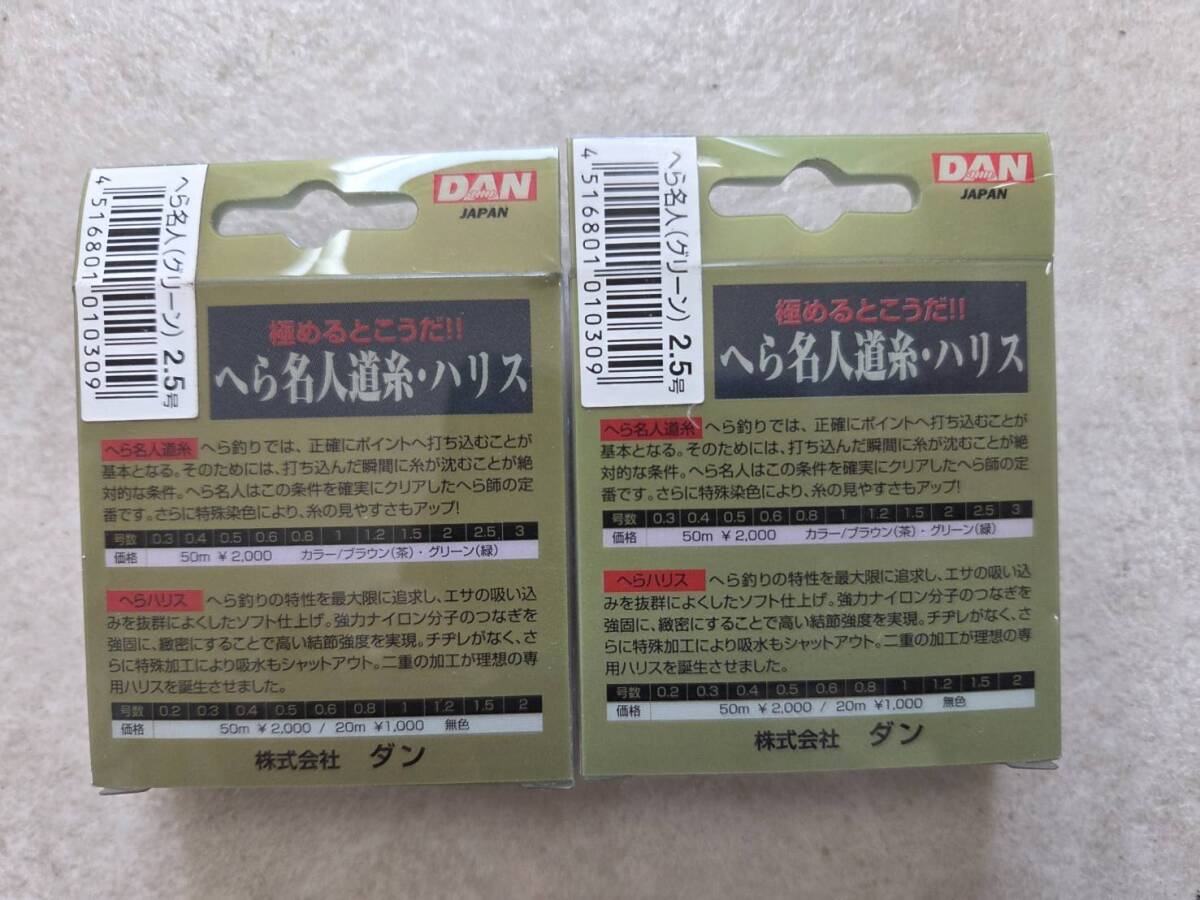 へら名人(グリーン) 2.5号
4 516801 010309
DAN
JAPAN
極めるとこうだ!!
へら名人道糸・ハリス
へら名人道糸 へら釣りでは、正確にポイントへ打ち込むことが
基本となる。そのためには、打ち込んだ瞬間に糸が沈むことが絶
対的な条件。へら名人はこの条件を確実にクリアしたへら師の定
番です。さらに特殊染色により、糸の見やすさもアップ!
号数 0.3 0.4 0.5 0.6 0.8 1 1.2 1.5 2 2.5 3
価格 50m ¥2,000 カラー/ブラウン(茶)・グリーン(緑)
へらハリス へら釣りの特性を最大限に追求し、エサの吸い込
みを抜群によくしたソフト仕上げ。強力ナイロン分子のつなぎを
強固に、緻密にすることで高い結節強度を実現。チヂレがなく、さ
らに特殊加工により吸水もシャットアウト。二重の加工が理想の専
用ハリスを誕生させました。
号数 0.2 0.3 0.4 0.5 0.6 0.8 1 1.2 1.5 2
価格 50m ¥2,000 / 20m ¥1,000 無色
株式会社 ダン
へら名人(グリーン) 2.5号
4 516801 010309
DAN
JAPAN
極めるとこうだ!!
へら名人道糸・ハリス
へら名人道糸 へら釣りでは、正確にポイントへ打ち込むことが
基本となる。そのためには、打ち込んだ瞬間に糸が沈むことが絶
対的な条件。へら名人はこの条件を確実にクリアしたへら師の定
番です。さらに特殊染色により、糸の見やすさもアップ!
号数 0.3 0.4 0.5 0.6 0.8 1 1.2 1.5 2 2.5 3
価格 50m ¥2,000 カラー/ブラウン(茶)・グリーン(緑)
へらハリス へら釣りの特性を最大限に追求し、エサの吸い込
みを抜群によくしたソフト仕上げ。強力ナイロン分子のつなぎを
強固に、緻密にすることで高い結節強度を実現。チヂレがなく、さ
らに特殊加工により吸水もシャットアウト。二重の加工が理想の専
用ハリスを誕生させました。
号数 0.2 0.3 0.4 0.5 0.6 0.8 1 1.2 1.5 2
価格 50m ¥2,000 / 20m ¥1,000 無色
株式会社 ダン